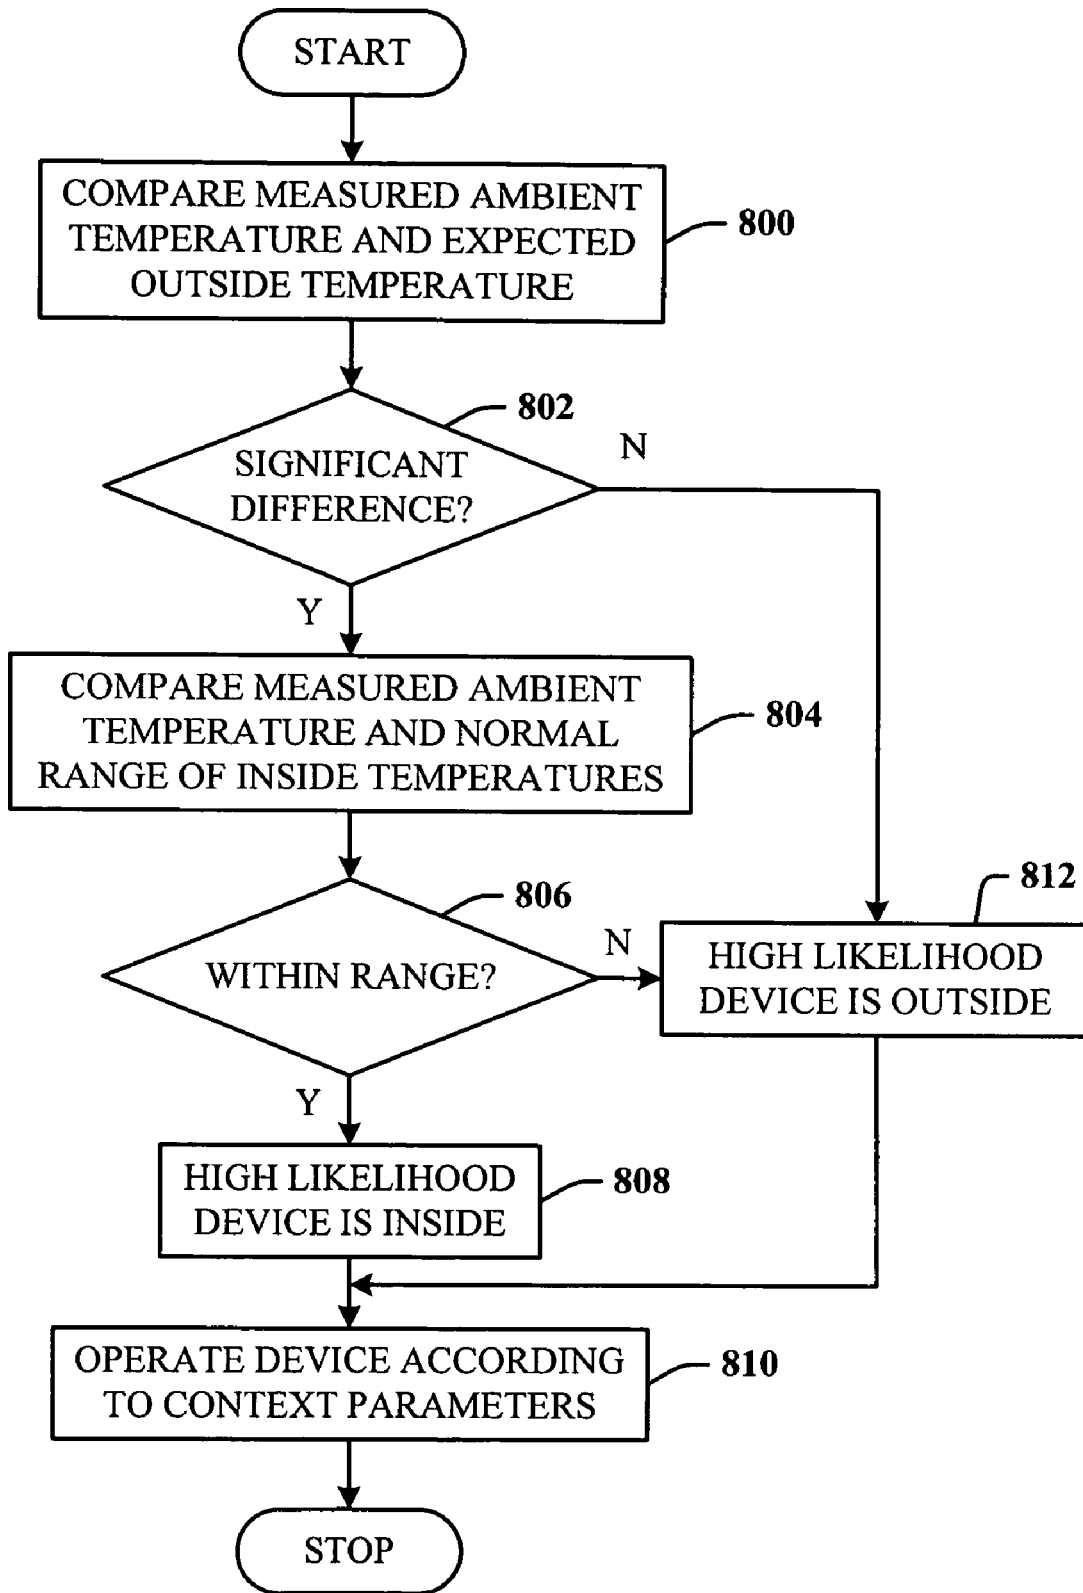 START
COMPARE MEASURED AMBIENT
TEMPERATURE AND EXPECTED
OUTSIDE TEMPERATURE
800
802
SIGNIFICANT
DIFFERENCE?
N
Y
COMPARE MEASURED AMBIENT
TEMPERATURE AND NORMAL
RANGE OF INSIDE TEMPERATURES
804
806
WITHIN RANGE?
N
812
HIGH LIKELIHOOD
DEVICE IS OUTSIDE
Y
HIGH LIKELIHOOD
DEVICE IS INSIDE
808
OPERATE DEVICE ACCORDING
TO CONTEXT PARAMETERS
810
STOP